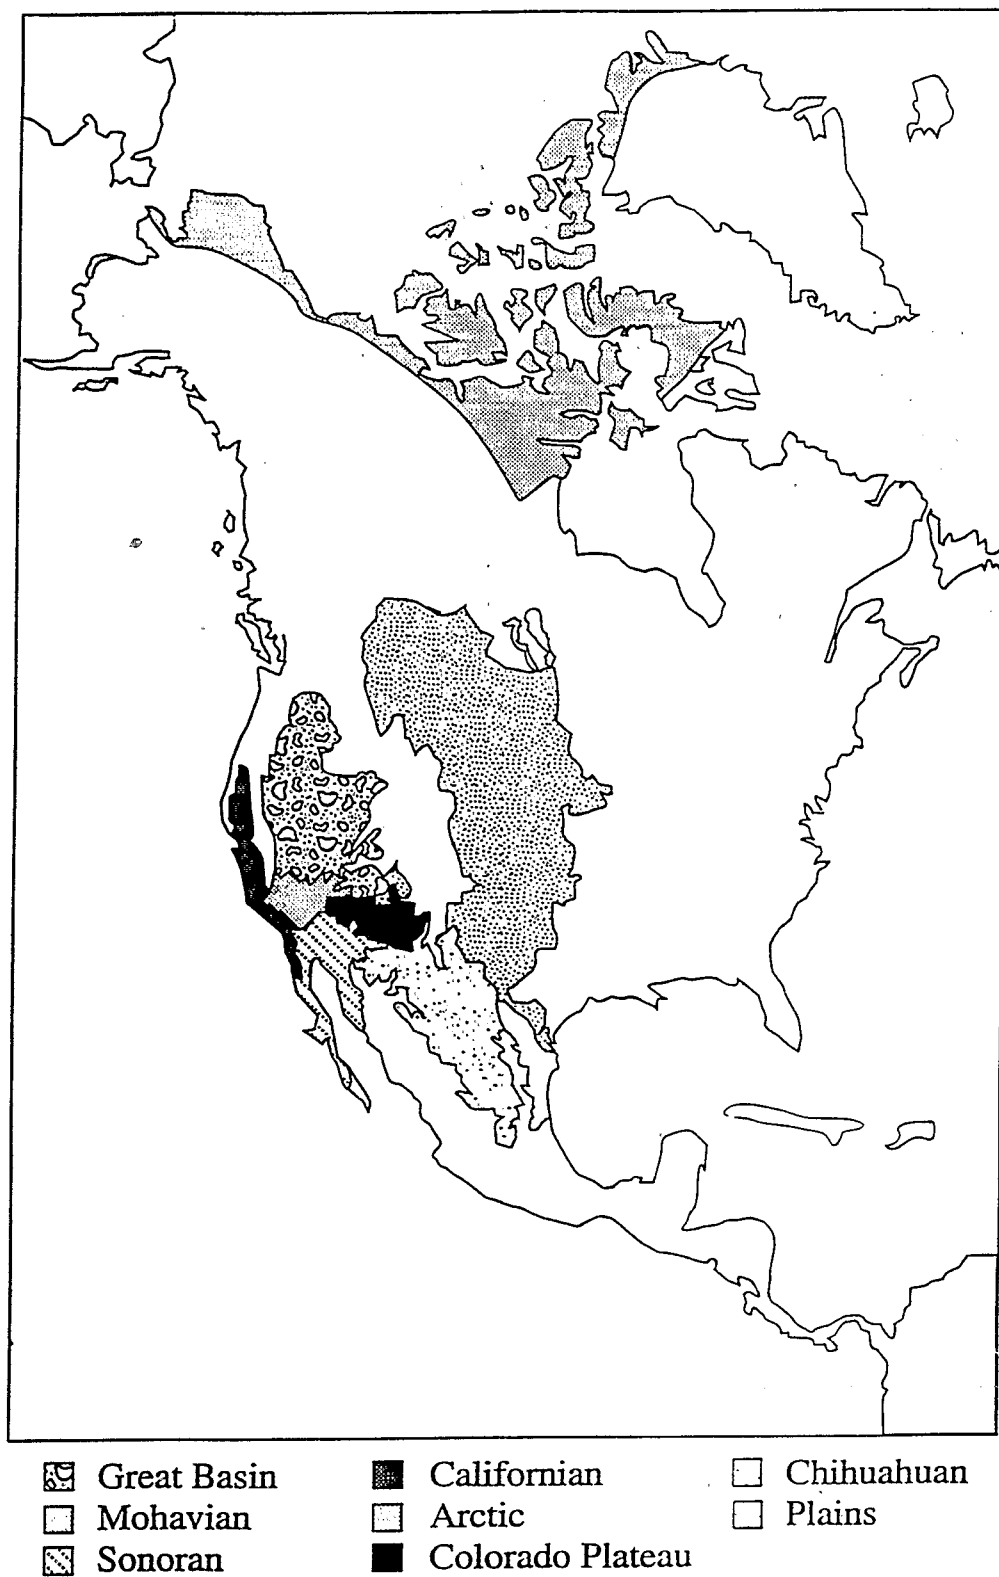 Great Basin
Californian
Chihuahuan
Mohavian
Arctic
Plains
Sonoran
Colorado Plateau